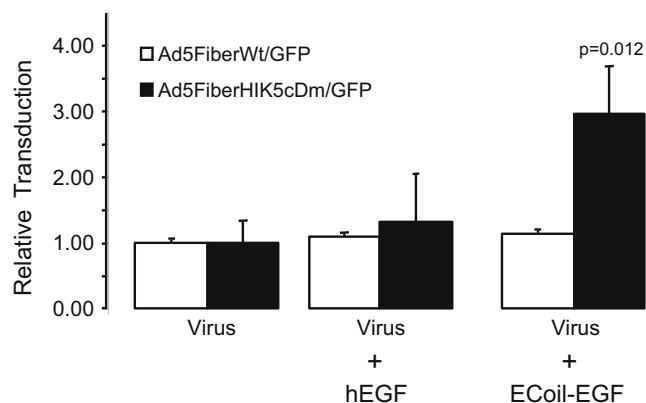 4.00
3.00
2.00
1.00
0.00
Relative Transduction
Ad5FiberWt/GFP
Ad5FiberHIK5cDm/GFP
p=0.012
Virus
Virus
+
hEGF
Virus
+
ECoil-EGF